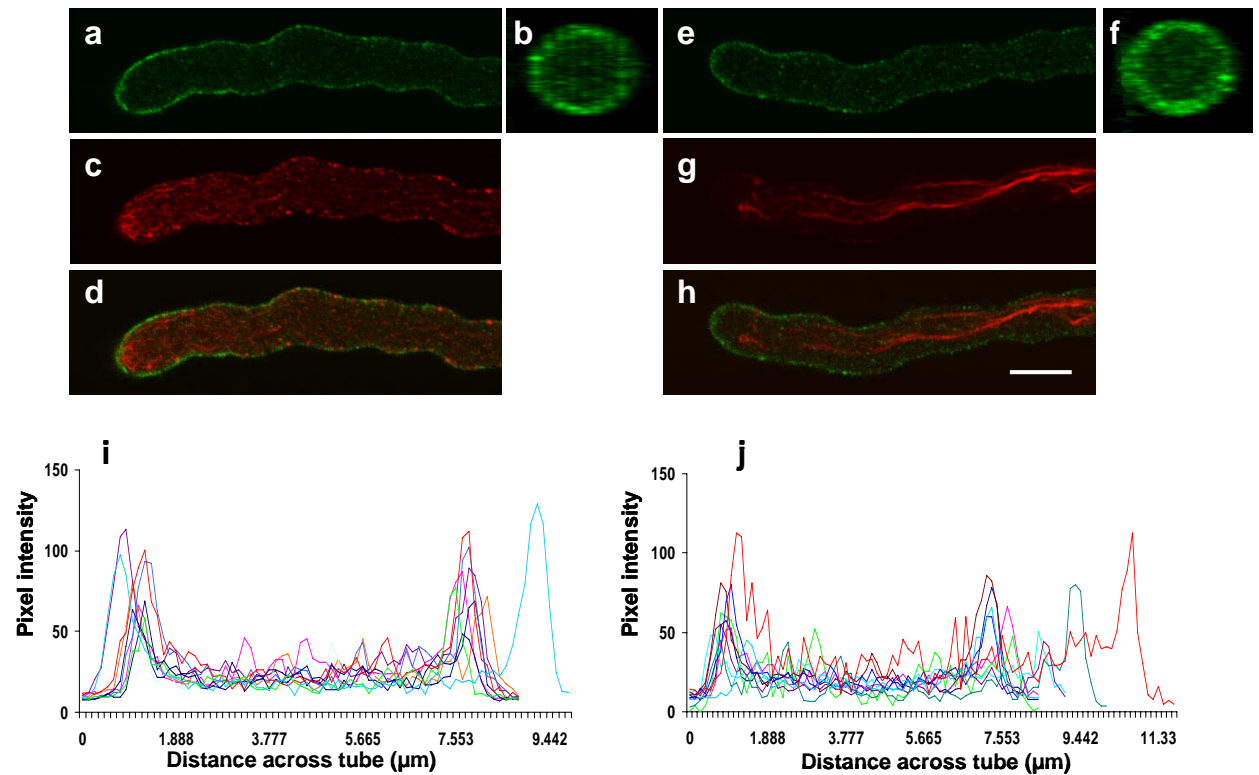 a
b
e
f
c
g
d
h
i
j
150
100
50
0
Pixel intensity
0 1.888 3.777 5.665 7.553 9.442
Distance across tube (µm)
150
100
50
0
Pixel intensity
0 1.888 3.777 5.665 7.553 9.442 11.33
Distance across tube (µm)